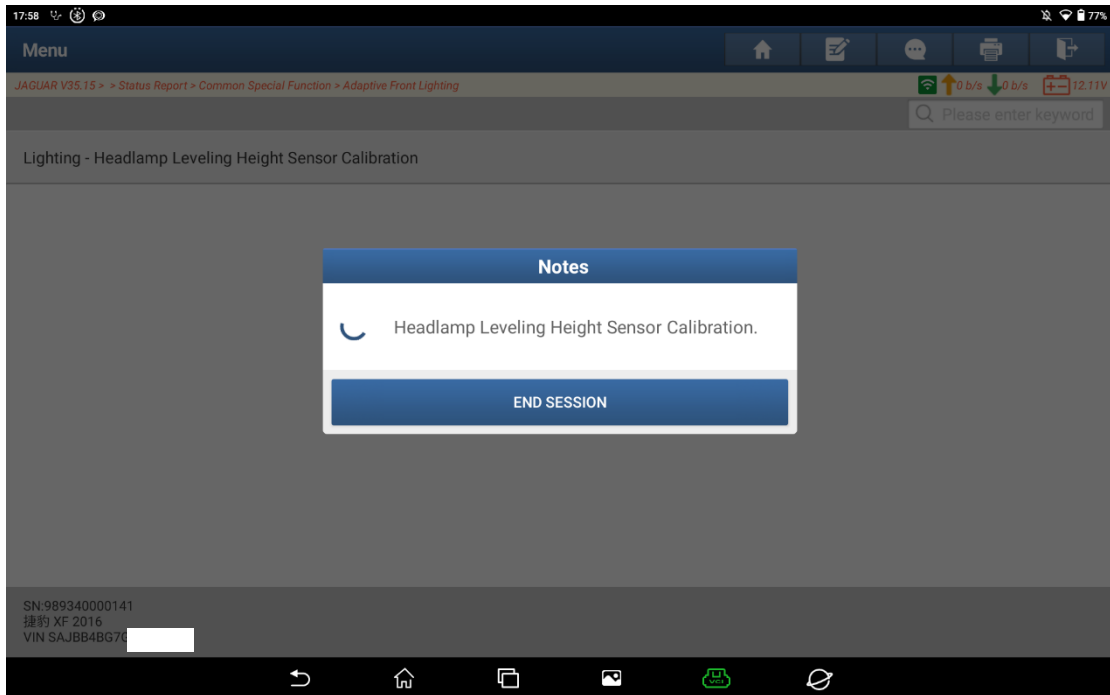 17:58
77%
Menu
JAGUAR V35.15 > > Status Report > Common Special Function > Adaptive Front Lighting
0 b/s 0 b/s 12.11V
Please enter keyword
Lighting - Headlamp Leveling Height Sensor Calibration
Notes
Headlamp Leveling Height Sensor Calibration.
END SESSION
SN:989340000141
捷豹 XF 2016
VIN SAJBB4BG7G
VCI